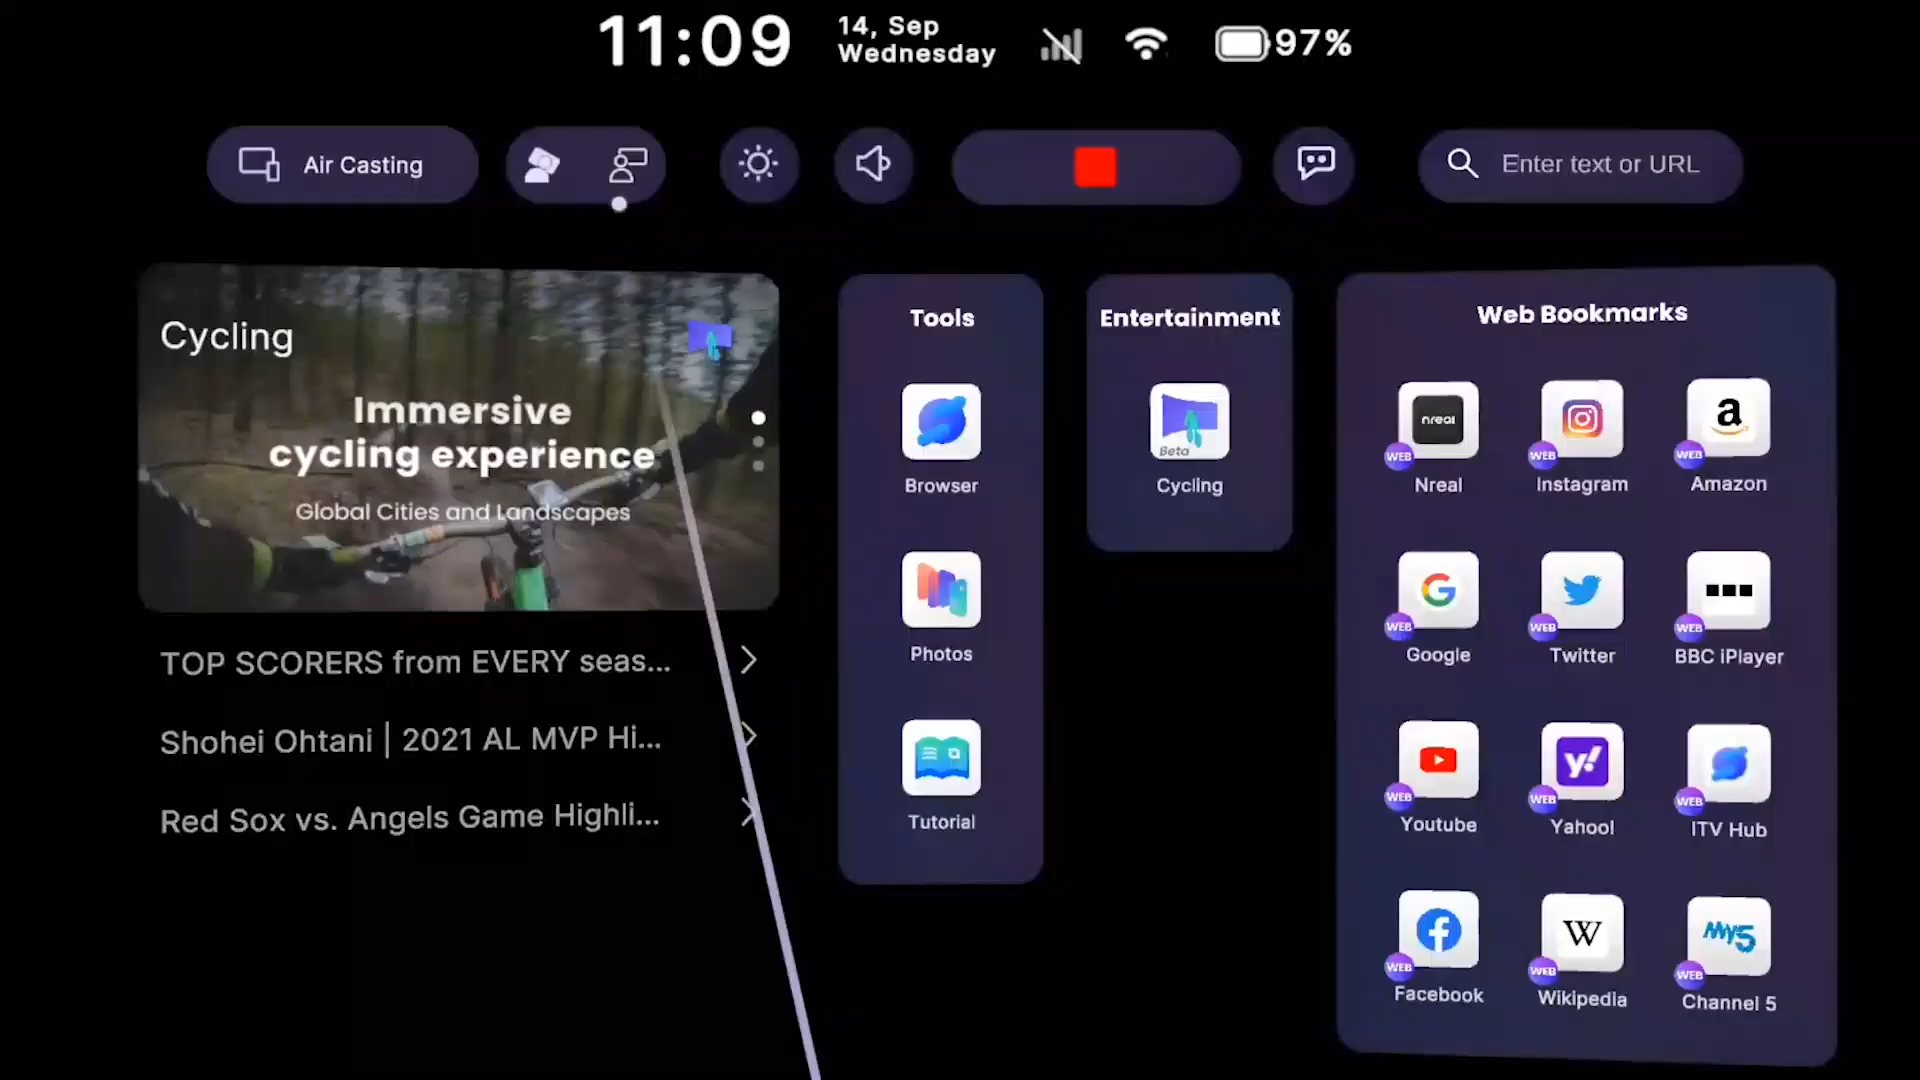 11:09
14, Sep
Wednesday
97%
Air Casting
Enter text or URL
Cycling
Immersive
cycling experience
Global Cities and Landscapes
TOP SCORERS from EVERY seas...
Shohei Ohtani | 2021 AL MVP Hi...
Red Sox vs. Angels Game Highli...
Tools
Browser
Photos
Tutorial
Entertainment
Beta
Cycling
Web Bookmarks
nreal
a
WEB
WEB
WEB
Nreal
Instagram
Amazon
G
WEB
WEB
WEB
Google
Twitter
BBC iPlayer
y!
WEB
WEB
WEB
Youtube
Yahoo!
ITV Hub
f
W
My5
WEB
WEB
WEB
Facebook
Wikipedia
Channel 5